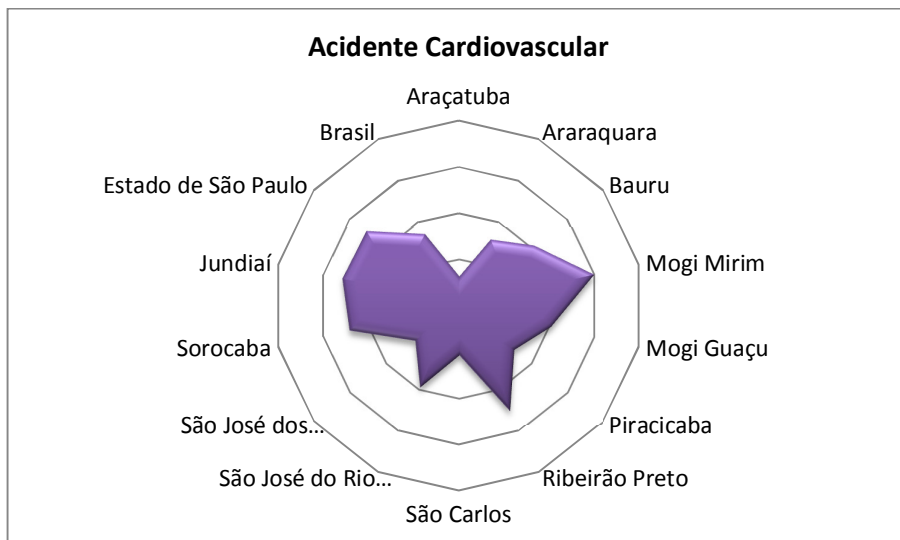 Acidente Cardiovascular
Araçatuba
Araraquara
Bauru
Mogi Mirim
Mogi Guaçu
Piracicaba
Ribeirão Preto
São Carlos
São José do Rio...
São José dos...
Sorocaba
Jundiaí
Estado de São Paulo
Brasil